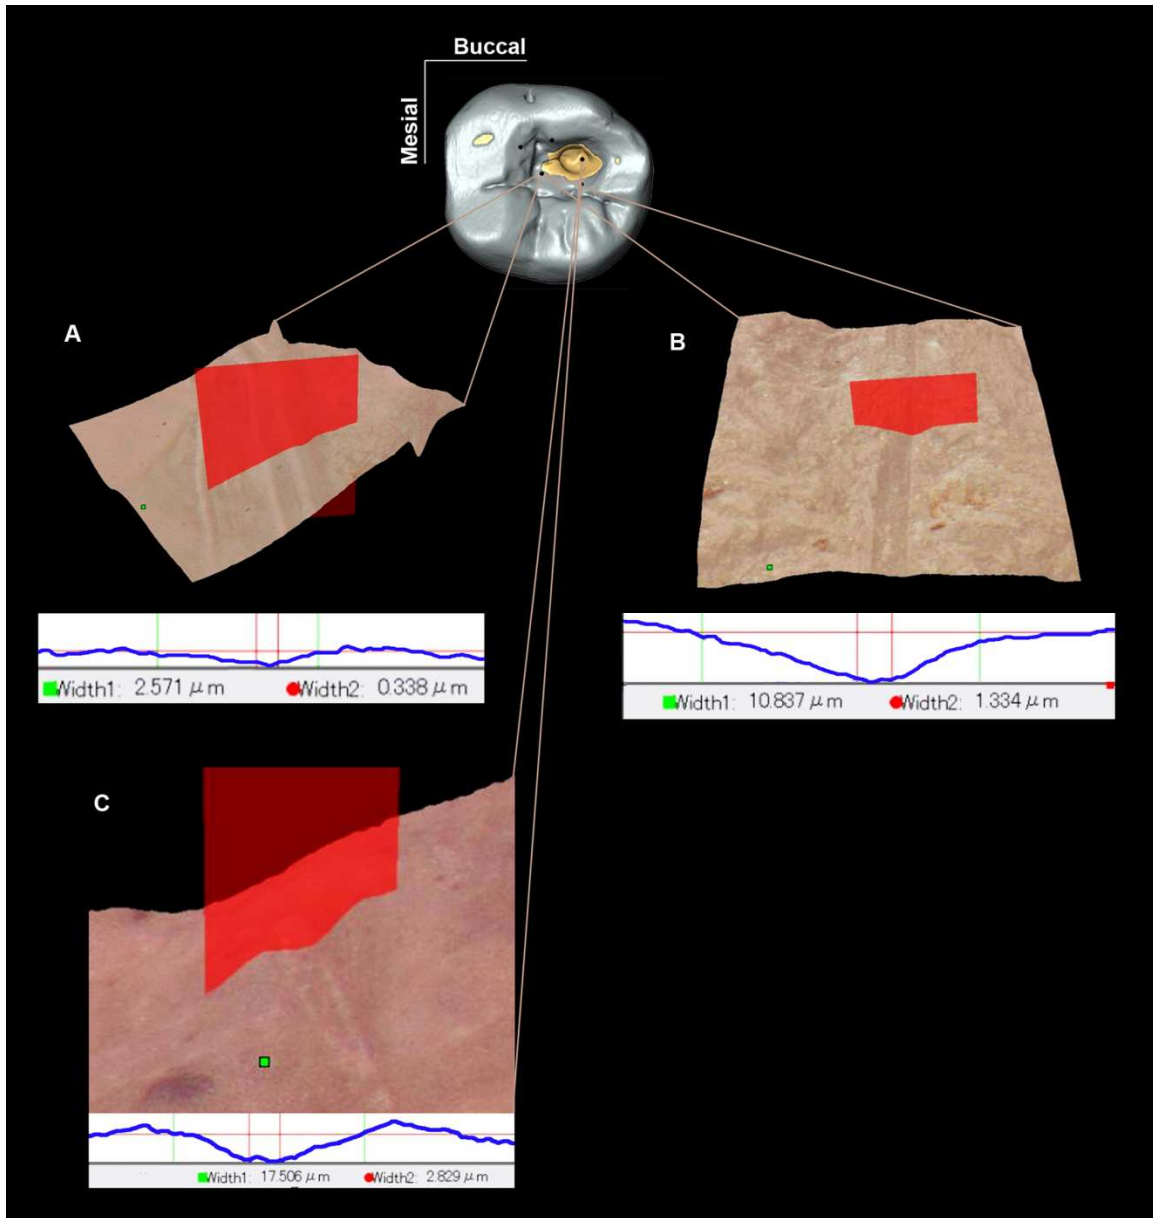 Buccal
Mesial
A
B
Width1: 2.571 μm Width2: 0.338 μm
Width1: 10.837 μm Width2: 1.334 μm
C
Width1: 17.506 μm Width2: 2.829 μm